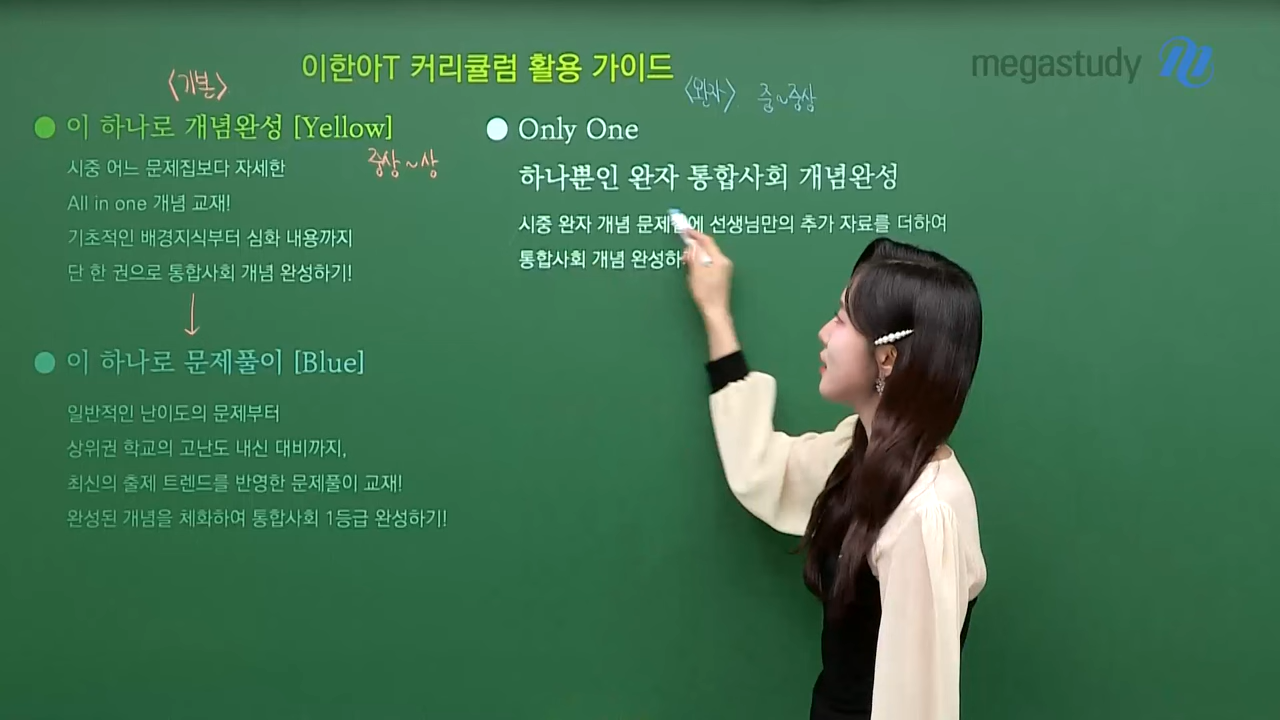 이한아T 커리큘럼 활용 가이드
megastudy
<기본>
이 하나로 개념완성 [Yellow]
중상~상
시중 어느 문제집보다 자세한
All in one 개념 교재!
기초적인 배경지식부터 심화 내용까지
단 한 권으로 통합사회 개념 완성하기!
이 하나로 문제풀이 [Blue]
일반적인 난이도의 문제부터
상위권 학교의 고난도 내신 대비까지,
최신의 출제 트렌드를 반영한 문제풀이 교재!
완성된 개념을 체화하여 통합사회 1등급 완성하기!
<완자> 중~중상
Only One
하나뿐인 완자 통합사회 개념완성
시중 완자 개념 문제집에 선생님만의 추가 자료를 더하여
통합사회 개념 완성하